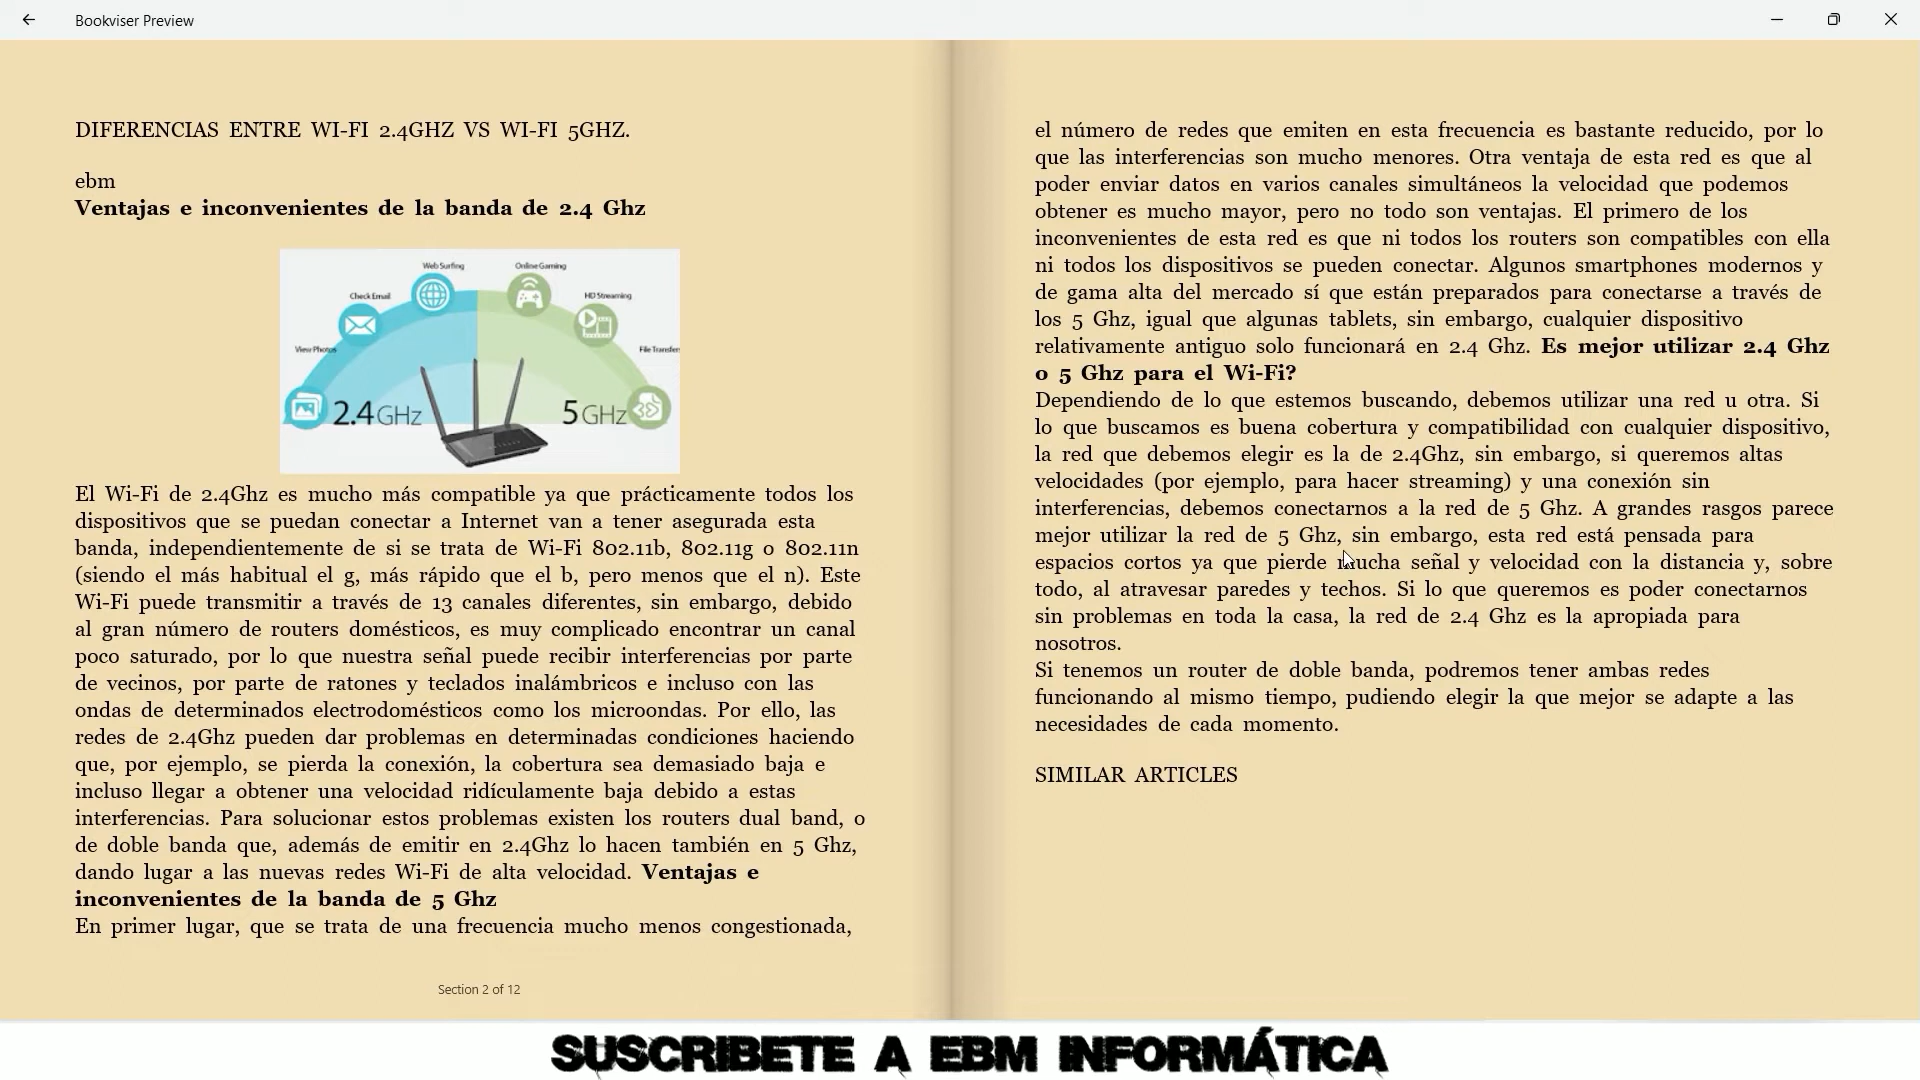 Bookviser Preview
DIFERENCIAS ENTRE WI-FI 2.4GHZ VS WI-FI 5GHZ.
ebm
Ventajas e inconvenientes de la banda de 2.4 Ghz
Web Surfing
Online Gaming
Check Email
HD Streaming
View Photos
File Transfer
2.4GHz
5GHz
El Wi-Fi de 2.4Ghz es mucho más compatible ya que prácticamente todos los
dispositivos que se puedan conectar a Internet van a tener asegurada esta
banda, independientemente de si se trata de Wi-Fi 802.11b, 802.11g o 802.11n
(siendo el más habitual el g, más rápido que el b, pero menos que el n). Este
Wi-Fi puede transmitir a través de 13 canales diferentes, sin embargo, debido
al gran número de routers domésticos, es muy complicado encontrar un canal
poco saturado, por lo que nuestra señal puede recibir interferencias por parte
de vecinos, por parte de ratones y teclados inalámbricos e incluso con las
ondas de determinados electrodomésticos como los microondas. Por ello, las
redes de 2.4Ghz pueden dar problemas en determinadas condiciones haciendo
que, por ejemplo, se pierda la conexión, la cobertura sea demasiado baja e
incluso llegar a obtener una velocidad ridículamente baja debido a estas
interferencias. Para solucionar estos problemas existen los routers dual band, o
de doble banda que, además de emitir en 2.4Ghz lo hacen también en 5 Ghz,
dando lugar a las nuevas redes Wi-Fi de alta velocidad. Ventajas e
inconvenientes de la banda de 5 Ghz
En primer lugar, que se trata de una frecuencia mucho menos congestionada,
Section 2 of 12
el número de redes que emiten en esta frecuencia es bastante reducido, por lo
que las interferencias son mucho menores. Otra ventaja de esta red es que al
poder enviar datos en varios canales simultáneos la velocidad que podemos
obtener es mucho mayor, pero no todo son ventajas. El primero de los
inconvenientes de esta red es que ni todos los routers son compatibles con ella
ni todos los dispositivos se pueden conectar. Algunos smartphones modernos y
de gama alta del mercado sí que están preparados para conectarse a través de
los 5 Ghz, igual que algunas tablets, sin embargo, cualquier dispositivo
relativamente antiguo solo funcionará en 2.4 Ghz. Es mejor utilizar 2.4 Ghz
o 5 Ghz para el Wi-Fi?
Dependiendo de lo que estemos buscando, debemos utilizar una red u otra. Si
lo que buscamos es buena cobertura y compatibilidad con cualquier dispositivo,
la red que debemos elegir es la de 2.4Ghz, sin embargo, si queremos altas
velocidades (por ejemplo, para hacer streaming) y una conexión sin
interferencias, debemos conectarnos a la red de 5 Ghz. A grandes rasgos parece
mejor utilizar la red de 5 Ghz, sin embargo, esta red está pensada para
espacios cortos ya que pierde mucha señal y velocidad con la distancia y, sobre
todo, al atravesar paredes y techos. Si lo que queremos es poder conectarnos
sin problemas en toda la casa, la red de 2.4 Ghz es la apropiada para
nosotros.
Si tenemos un router de doble banda, podremos tener ambas redes
funcionando al mismo tiempo, pudiendo elegir la que mejor se adapte a las
necesidades de cada momento.
SIMILAR ARTICLES
SUSCRIBETE A EBM INFORMÁTICA